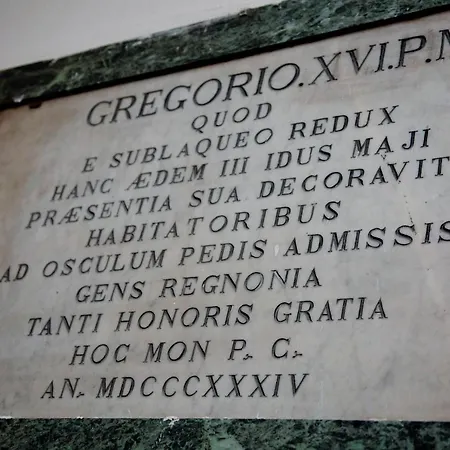 GREGORIO.XVI.P.M
QUOD
E SUBLAQUEO REDUX
HANC ÆDEM III IDUS MAJI
PRÆSENTIA SUA DECORAVIT
HABITATORIBUS
AD OSCULUM PEDIS ADMISSIS
GENS REGNONIA
TANTI HONORIS GRATIA
HOC MON P. C.
AN. MDCCCXXXIV